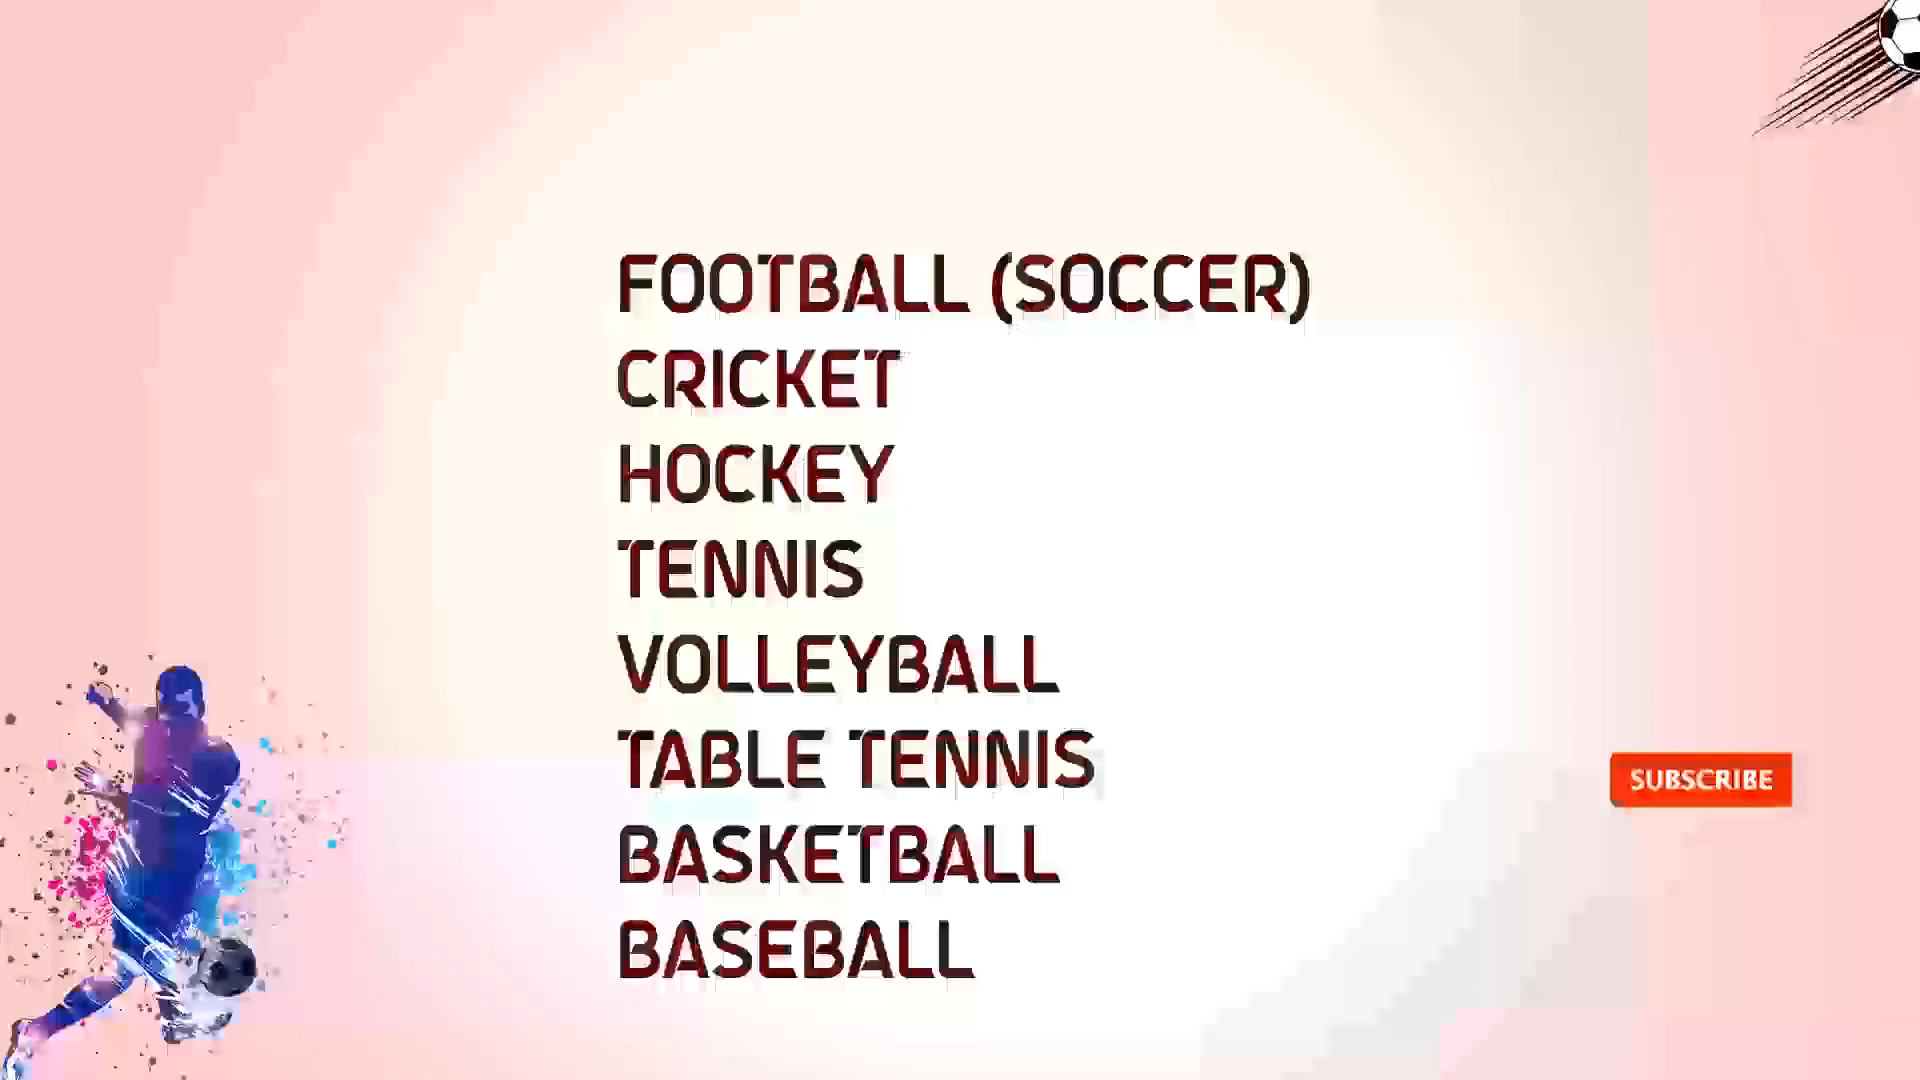 FOOTBALL (SOCCER)
CRICKET
HOCKEY
TENNIS
VOLLEYBALL
TABLE TENNIS
SUBSCRIBE
BASKETBALL
BASEBALL